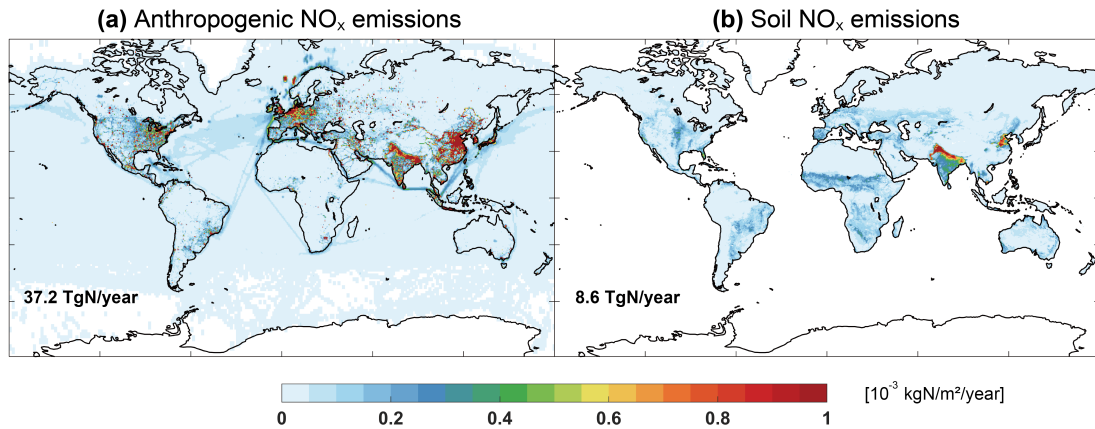 (a) Anthropogenic NOₓ emissions
(b) Soil NOₓ emissions
37.2 TgN/year
8.6 TgN/year
0 0.2 0.4 0.6 0.8 1
[10⁻³ kgN/m²/year]